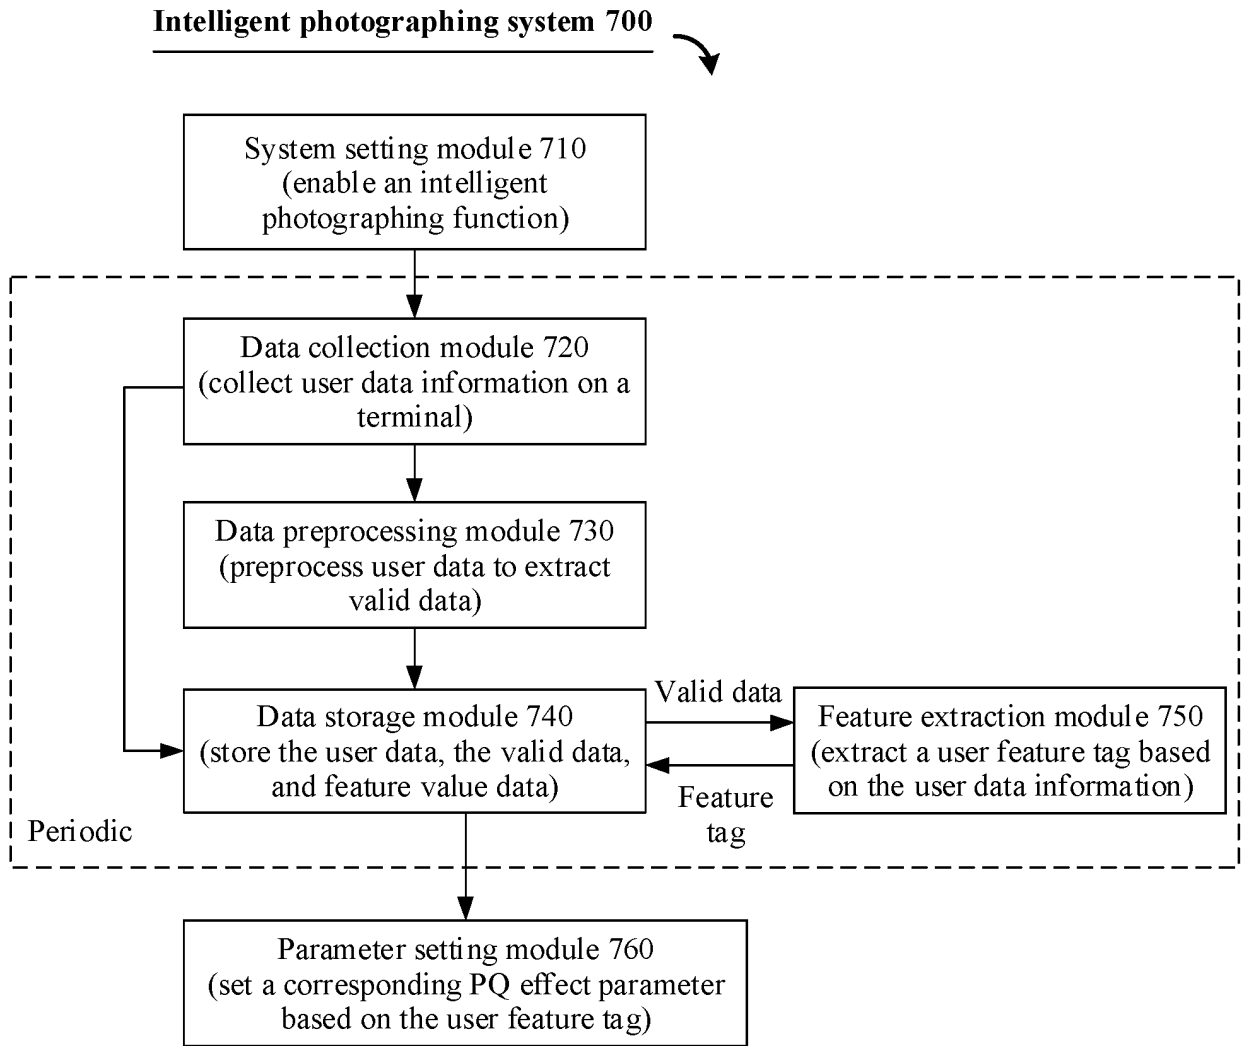 Intelligent photographing system 700
System setting module 710
(enable an intelligent
photographing function)
Data collection module 720
(collect user data information on a
terminal)
Data preprocessing module 730
(preprocess user data to extract
valid data)
Data storage module 740
(store the user data, the valid data,
and feature value data)
Valid data
Feature
tag
Feature extraction module 750
(extract a user feature tag based
on the user data information)
Periodic
Parameter setting module 760
(set a corresponding PQ effect parameter
based on the user feature tag)